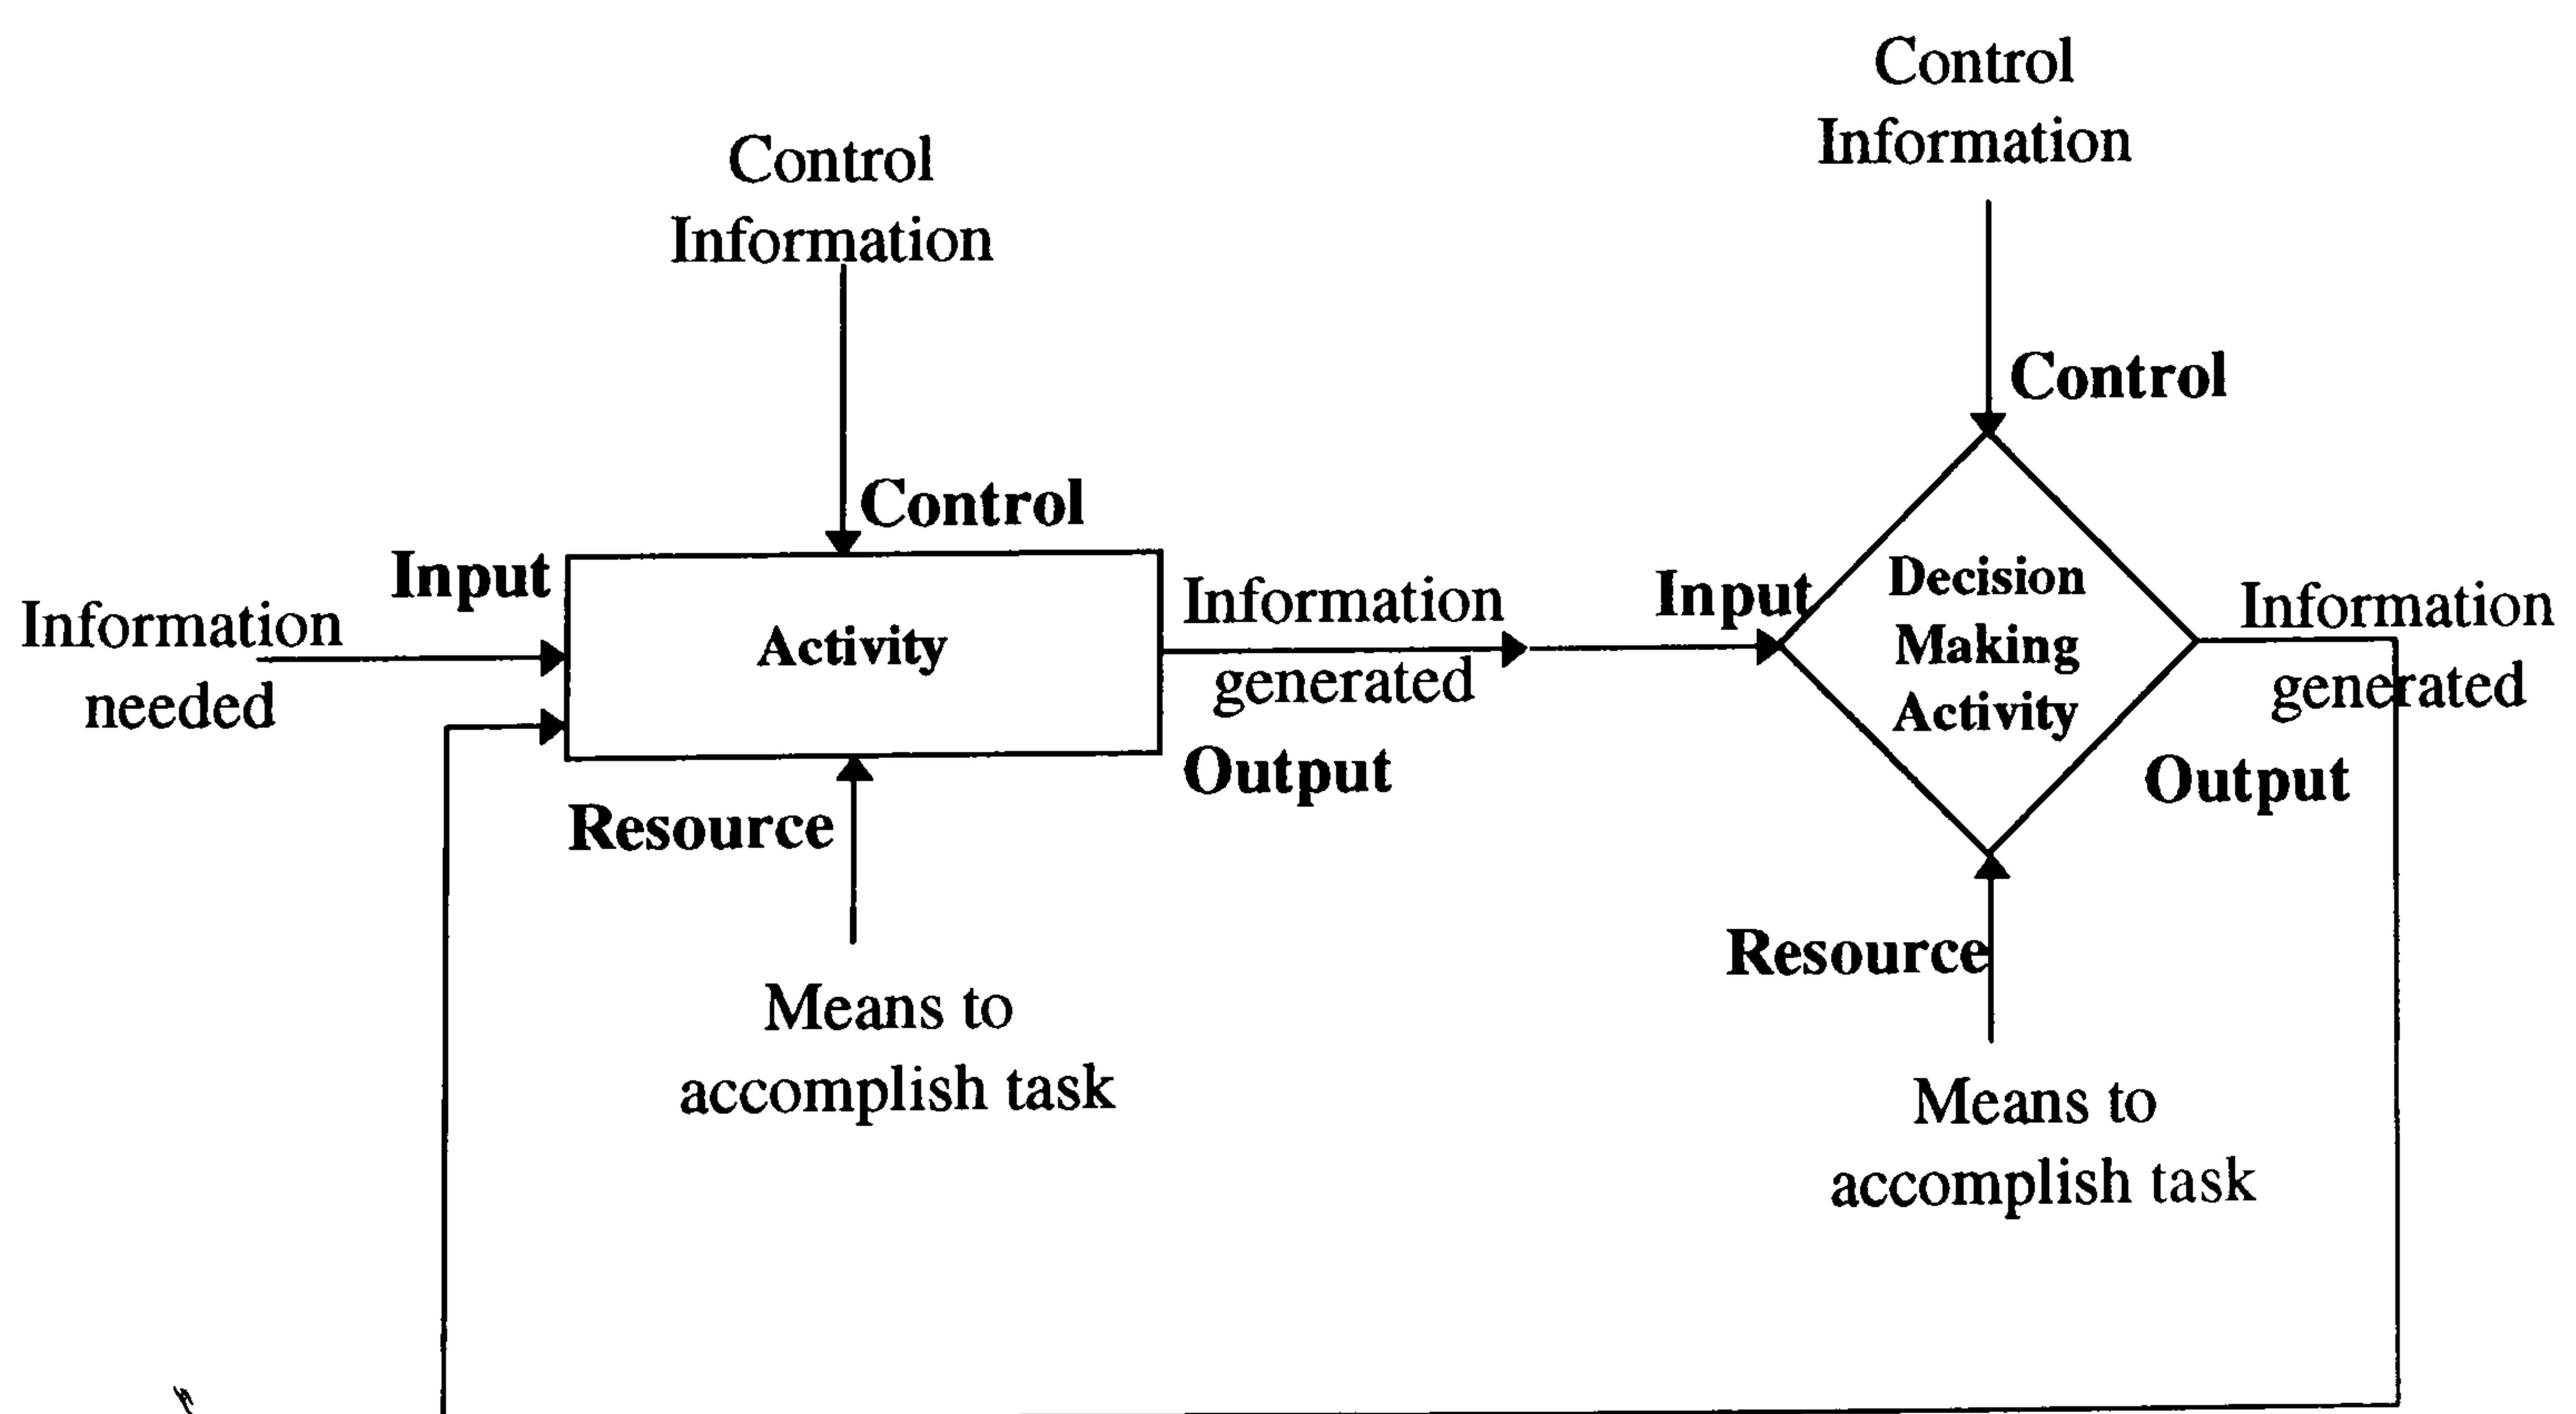 Control
Information
Control
Information
Control
Control
Input
Information
needed
Activity
Information
generated
Output
Input
Decision
Making
Activity
Information
generated
Output
Resource
Means to
accomplish task
Resource
Means to
accomplish task